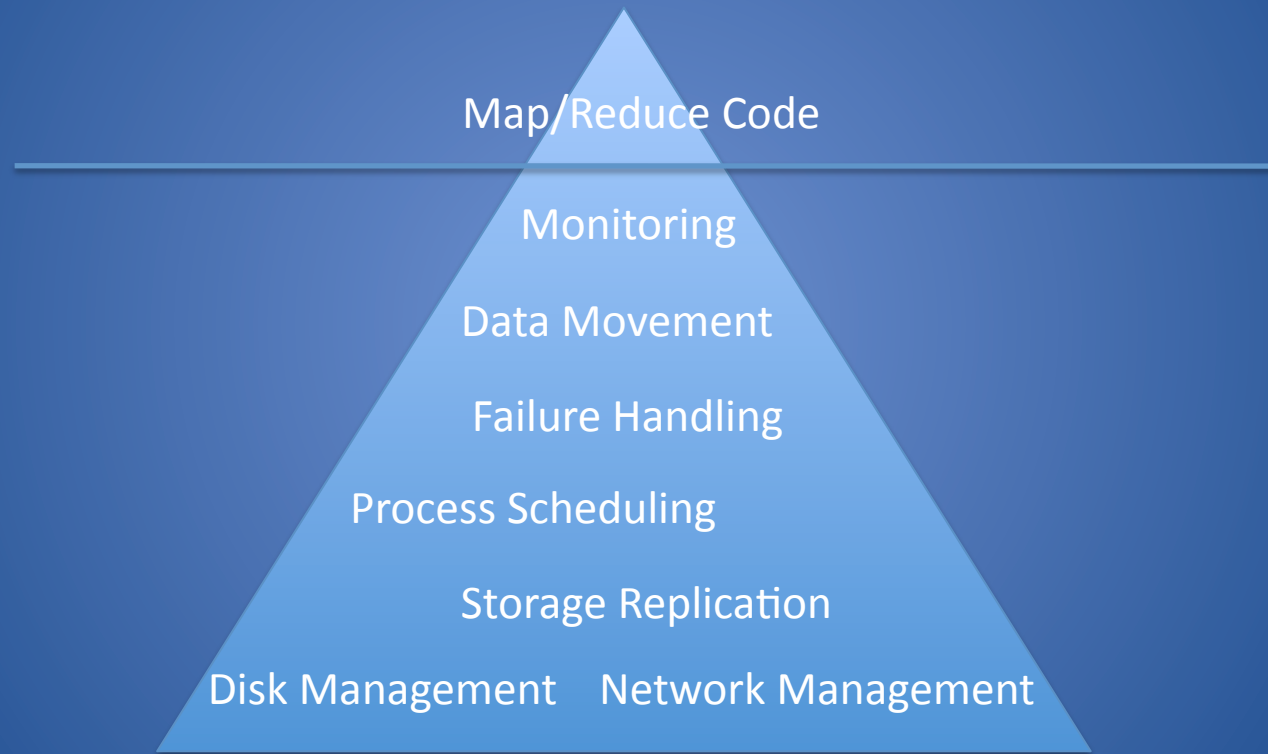 Map/Reduce Code
Monitoring
Data Movement
Failure Handling
Process Scheduling
Storage Replication
Disk Management Network Management